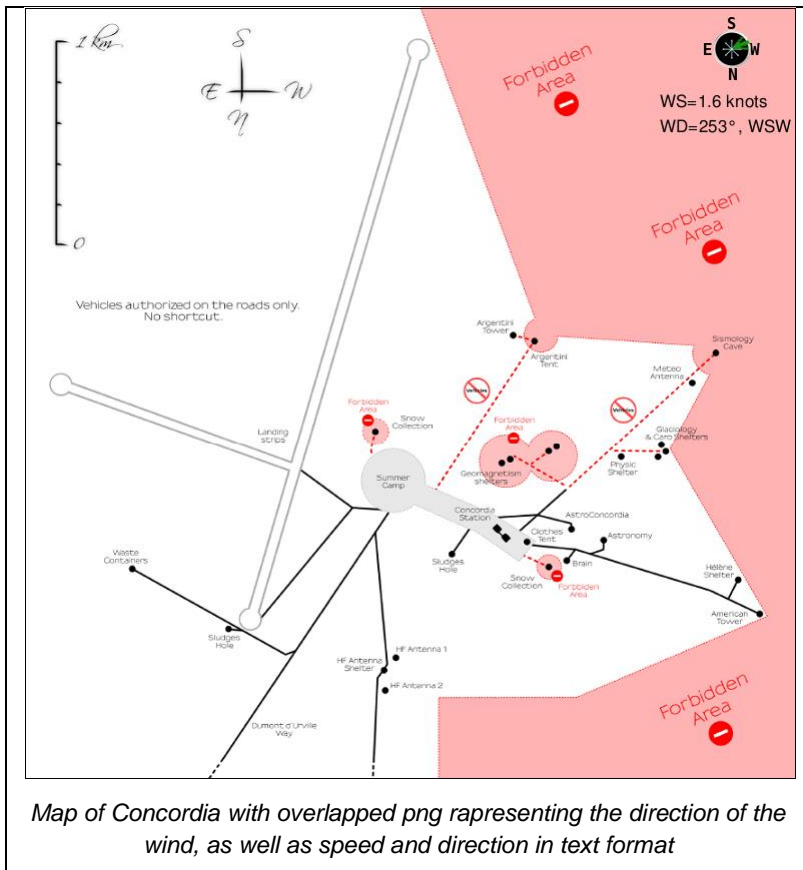 1 km
S
E W
N
0
Forbidden
Area
S
E W
N
WS=1.6 knots
WD=253°, WSW
Forbidden
Area
Vehicles authorized on the roads only.
No shortcut.
Argentini
Tower
Argentini
Tent
Sismology
Cave
Meteo
Antenna
Vehicles
Vehicles
Forbidden
Area
Snow
Collection
Landing
strips
Forbidden
Area
Glaciology
& Caro Shelters
Physic
Shelter
Geomagnetism
shelters
Summer
Camp
Concordia
Station
AstroConcordia
Clothes
Tent
Astronomy
Sludges
Hole
Brain
Snow
Collection
Forbidden
Area
Hélène
Shelter
American
Tower
Waste
Containers
Sludges
Hole
HF Antenna 1
HF Antenna
Shelter
HF Antenna 2
Dumont d'Urville
Way
Forbidden
Area
Map of Concordia with overlapped png rapresenting the direction of the
wind, as well as speed and direction in text format